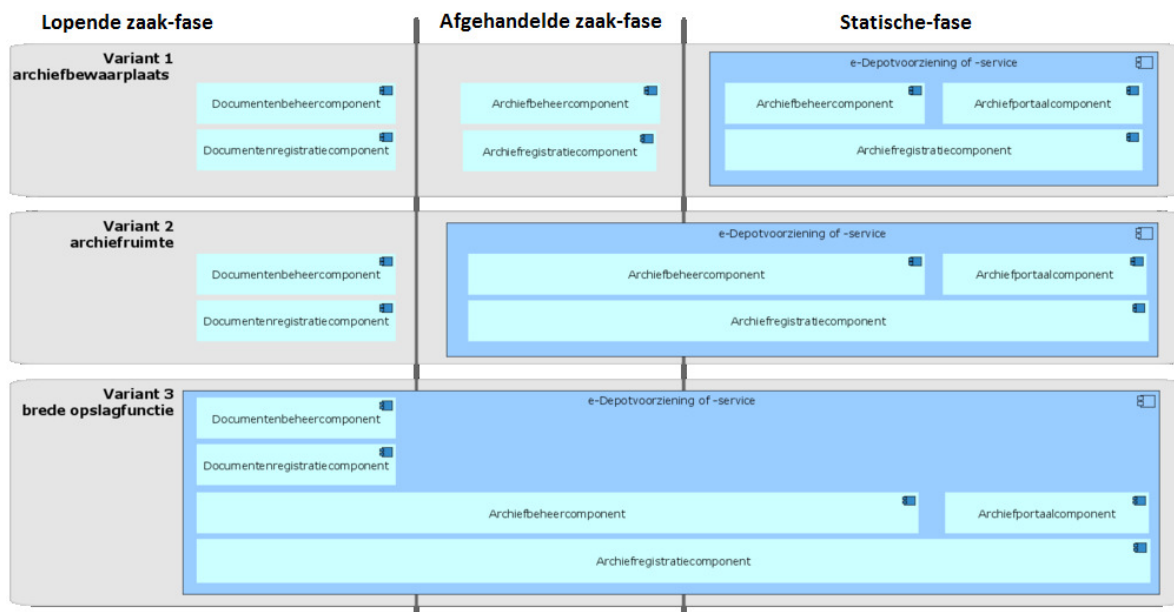 Lopende zaak-fase
Afgehandelde zaak-fase
Statische-fase
Variant 1
archiefbewaarplaats
e-Depotvoorziening of -service
Documentenbeheercomponent
Archiefbeheercomponent
Archiefbeheercomponent
Archiefportaalcomponent
Documentenregistratiecomponent
Archiefregistratiecomponent
Archiefregistratiecomponent
Variant 2
archiefruimte
e-Depotvoorziening of -service
Documentenbeheercomponent
Archiefbeheercomponent
Archiefportaalcomponent
Documentenregistratiecomponent
Archiefregistratiecomponent
Variant 3
brede opslagfunctie
e-Depotvoorziening of -service
Documentenbeheercomponent
Documentenregistratiecomponent
Archiefbeheercomponent
Archiefportaalcomponent
Archiefregistratiecomponent